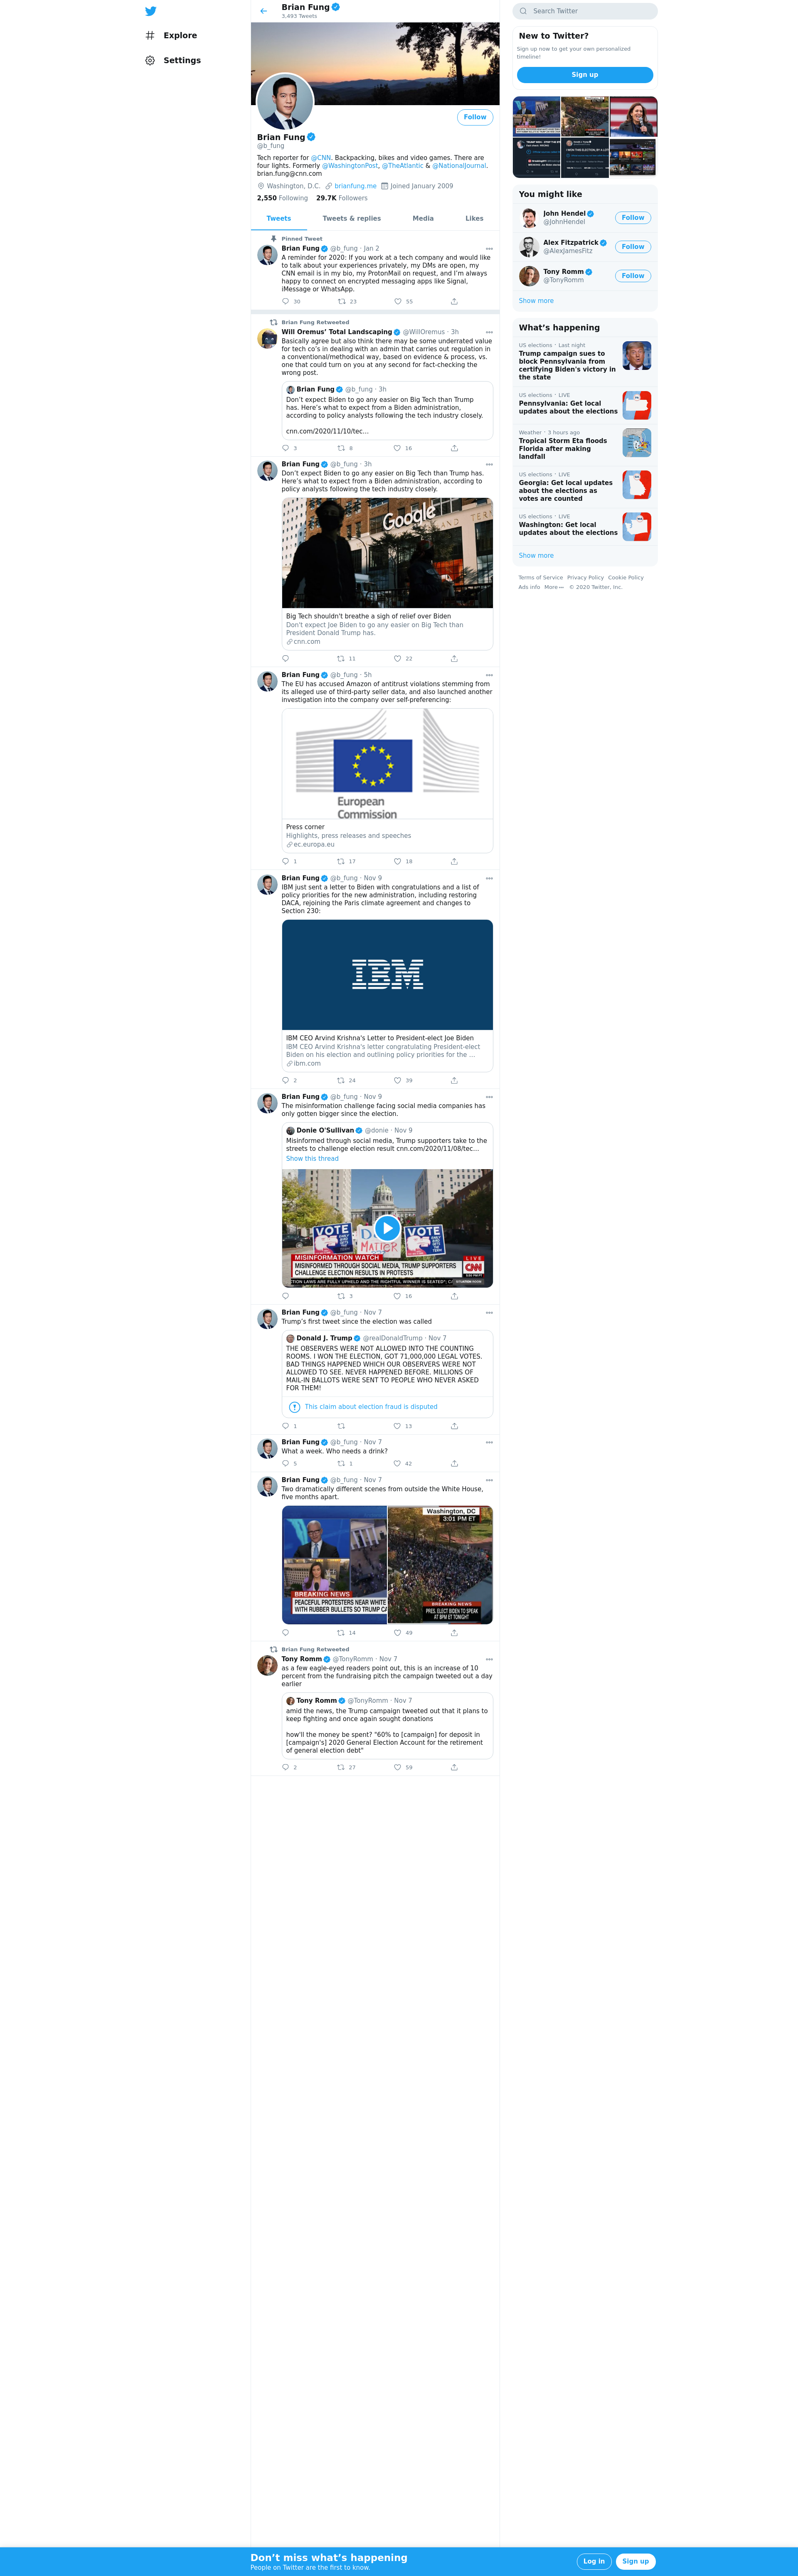 Explore
Settings
Brian Fung
3,493 Tweets
Follow
Brian Fung
@b_fung
Tech reporter for @CNN. Backpacking, bikes and video games. There are
four lights. Formerly @WashingtonPost, @TheAtlantic & @NationalJournal.
brian.fung@cnn.com
Washington, D.C. brianfung.me Joined January 2009
2,550 Following 29.7K Followers
Tweets Tweets & replies Media Likes
Pinned Tweet
Brian Fung @b_fung · Jan 2
A reminder for 2020: If you work at a tech company and would like
to talk about your experiences privately, my DMs are open, my
CNN email is in my bio, my ProtonMail on request, and I'm always
happy to connect on encrypted messaging apps like Signal,
iMessage or WhatsApp.
30 23 55
Brian Fung Retweeted
Will Oremus' Total Landscaping @WillOremus · 3h
Basically agree but also think there may be some underrated value
for tech co's in dealing with an admin that carries out regulation in
a conventional/methodical way, based on evidence & process, vs.
one that could turn on you at any second for fact-checking the
wrong post.
Brian Fung @b_fung · 3h
Don't expect Biden to go any easier on Big Tech than Trump
has. Here's what to expect from a Biden administration,
according to policy analysts following the tech industry closely.
cnn.com/2020/11/10/tec…
3 8 16
Brian Fung @b_fung · 3h
Don't expect Biden to go any easier on Big Tech than Trump has.
Here's what to expect from a Biden administration, according to
policy analysts following the tech industry closely.
Google
Big Tech shouldn't breathe a sigh of relief over Biden
Don't expect Joe Biden to go any easier on Big Tech than
President Donald Trump has.
cnn.com
11 22
Brian Fung @b_fung · 5h
The EU has accused Amazon of antitrust violations stemming from
its alleged use of third-party seller data, and also launched another
investigation into the company over self-preferencing:
European
Commission
Press corner
Highlights, press releases and speeches
ec.europa.eu
1 17 18
Brian Fung @b_fung · Nov 9
IBM just sent a letter to Biden with congratulations and a list of
policy priorities for the new administration, including restoring
DACA, rejoining the Paris climate agreement and changes to
Section 230:
IBM
IBM CEO Arvind Krishna's Letter to President-elect Joe Biden
IBM CEO Arvind Krishna's letter congratulating President-elect
Biden on his election and outlining policy priorities for the …
ibm.com
2 24 39
Brian Fung @b_fung · Nov 9
The misinformation challenge facing social media companies has
only gotten bigger since the election.
Donie O'Sullivan @donie · Nov 9
Misinformed through social media, Trump supporters take to the
streets to challenge election result cnn.com/2020/11/08/tec…
Show this thread
VOTE VOTE
MISINFORMATION WATCH
MISINFORMED THROUGH SOCIAL MEDIA, TRUMP SUPPORTERS
CHALLENGE ELECTION RESULTS IN PROTESTS
LIVE
CNN
3 16
Brian Fung @b_fung · Nov 7
Trump's first tweet since the election was called
Donald J. Trump @realDonaldTrump · Nov 7
THE OBSERVERS WERE NOT ALLOWED INTO THE COUNTING
ROOMS. I WON THE ELECTION, GOT 71,000,000 LEGAL VOTES.
BAD THINGS HAPPENED WHICH OUR OBSERVERS WERE NOT
ALLOWED TO SEE. NEVER HAPPENED BEFORE. MILLIONS OF
MAIL-IN BALLOTS WERE SENT TO PEOPLE WHO NEVER ASKED
FOR THEM!
This claim about election fraud is disputed
1 13
Brian Fung @b_fung · Nov 7
What a week. Who needs a drink?
5 1 42
Brian Fung @b_fung · Nov 7
Two dramatically different scenes from outside the White House,
five months apart.
BREAKING NEWS
PEACEFUL PROTESTERS NEAR WHITE
WITH RUBBER BULLETS SO TRUMP CA
Washington, DC
3:01 PM ET
BREAKING NEWS
PRES. ELECT BIDEN TO SPEAK
AT 8PM ET TONIGHT
14 49
Brian Fung Retweeted
Tony Romm @TonyRomm · Nov 7
as a few eagle-eyed readers point out, this is an increase of 10
percent from the fundraising pitch the campaign tweeted out a day
earlier
Tony Romm @TonyRomm · Nov 7
amid the news, the Trump campaign tweeted out that it plans to
keep fighting and once again sought donations
how'll the money be spent? "60% to [campaign] for deposit in
[campaign's] 2020 General Election Account for the retirement
of general election debt"
2 27 59
Search Twitter
New to Twitter?
Sign up now to get your own personalized
timeline!
Sign up
You might like
John Hendel
@JohnHendel
Follow
Alex Fitzpatrick
@AlexJamesFitz
Follow
Tony Romm
@TonyRomm
Follow
Show more
What's happening
US elections · Last night
Trump campaign sues to
block Pennsylvania from
certifying Biden's victory in
the state
US elections · LIVE
Pennsylvania: Get local
updates about the elections
Weather · 3 hours ago
Tropical Storm Eta floods
Florida after making
landfall
US elections · LIVE
Georgia: Get local updates
about the elections as
votes are counted
US elections · LIVE
Washington: Get local
updates about the elections
Show more
Terms of Service Privacy Policy Cookie Policy
Ads info More © 2020 Twitter, Inc.
Don't miss what's happening
People on Twitter are the first to know.
Log in
Sign up